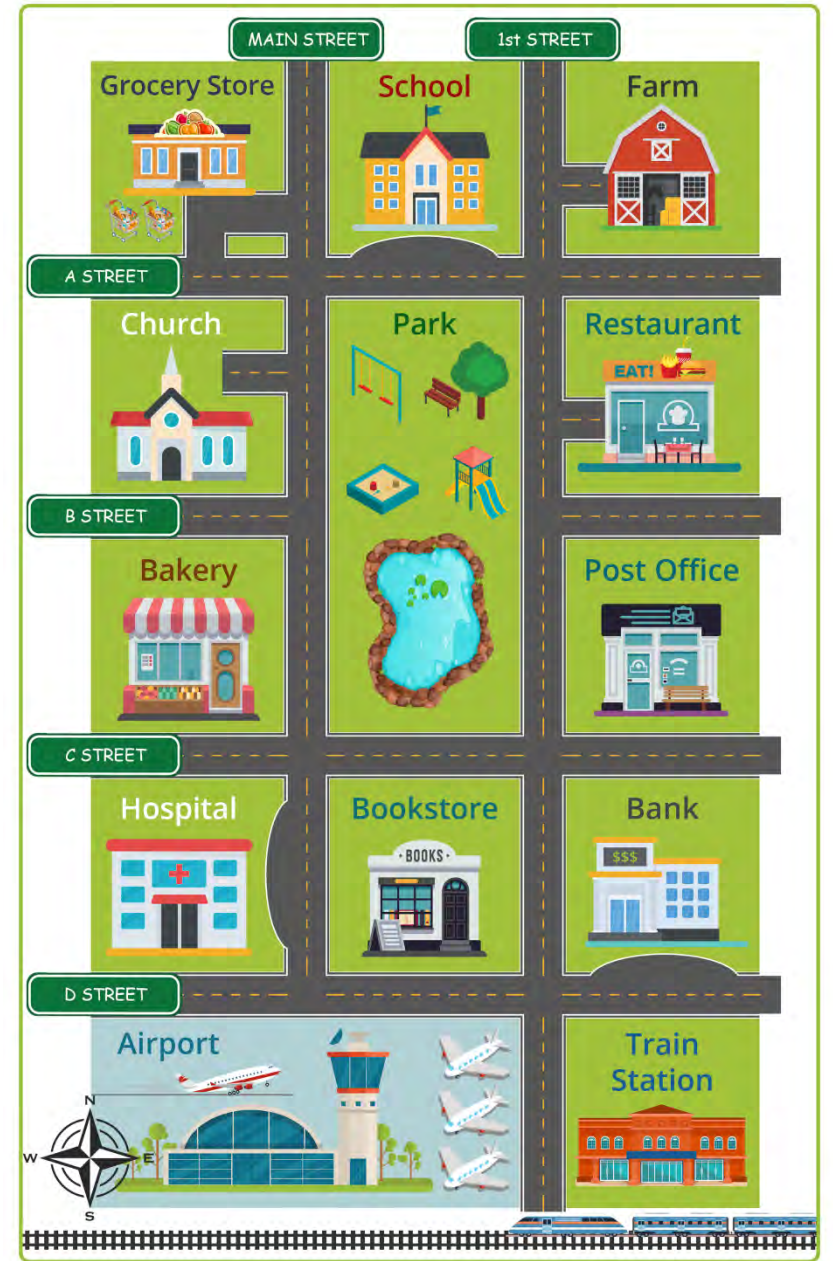 MAIN STREET
1st STREET
Grocery Store
School
Farm
A STREET
Church
Park
Restaurant
EAT!
B STREET
Bakery
Post Office
C STREET
Hospital
Bookstore
Bank
· BOOKS ·
$$$
D STREET
Airport
Train
Station
N
W
E
S